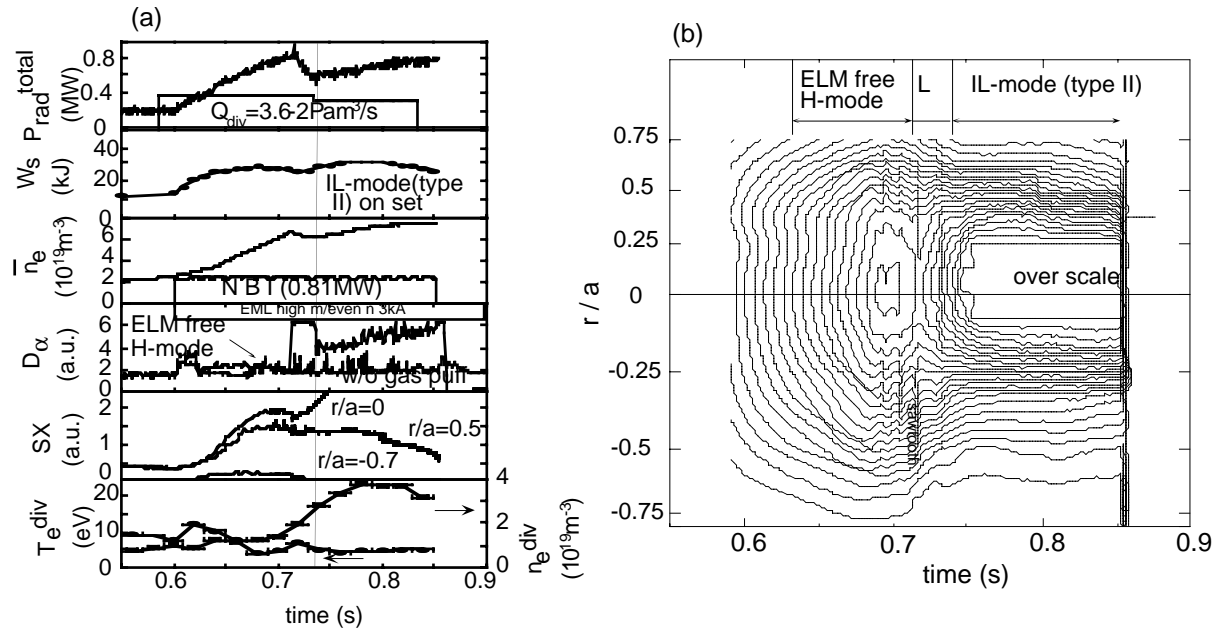 (a)
P_rad^total
(MW)
0.8
0.4
0
Q_div=3.6-2Pam³/s
W_s
(kJ)
40
20
0
IL-mode(type
II) on set
n̄_e
(10¹⁹m⁻³)
8
6
4
2
0
NBI (0.81MW)
EML high m/even n 3kA
D_α
(a.u.)
6
4
2
0
ELM free
H-mode
w/o gas puff
SX
(a.u.)
2
1
0
r/a=0
r/a=0.5
r/a=-0.7
T_e^div
(eV)
20
10
0
4
2
0
n_e^div
(10¹⁹m⁻³)
0.6
0.7
0.8
0.9
time (s)
(b)
ELM free
H-mode
L
IL-mode (type II)
0.75
0.5
0.25
0
-0.25
-0.5
-0.75
r / a
over scale
sawtooth
0.6
0.7
0.8
0.9
time (s)